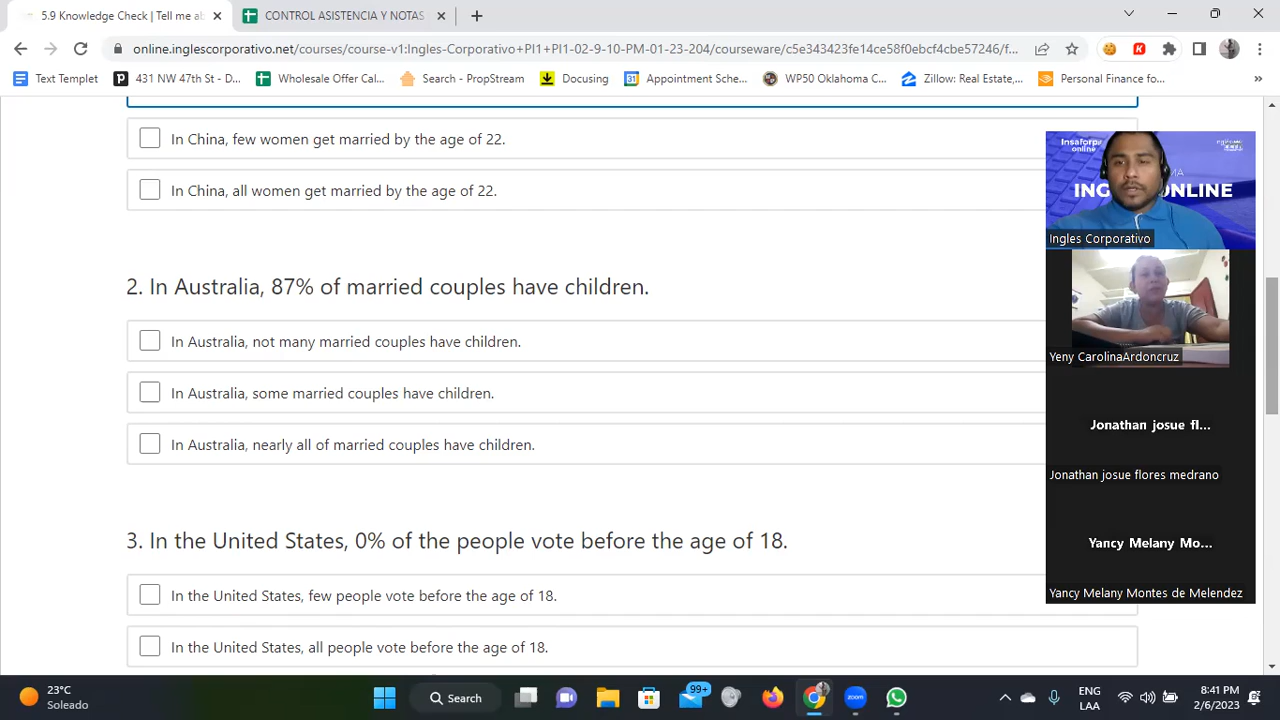 5.9 Knowledge Check | Tell me ab
CONTROL ASISTENCIA Y NOTAS
online.inglescorporativo.net/courses/course-v1:Ingles-Corporativo+PI1+PI1-02-9-10-PM-01-23-204/courseware/c5e343423fe14ce58f0ebcf4cbe57246/f...
Text Templet
431 NW 47th St - D...
Wholesale Offer Cal...
Search - PropStream
Docusing
Appointment Sche...
WP50 Oklahoma C...
Zillow: Real Estate,...
Personal Finance fo...
»
In China, few women get married by the age of 22.
In China, all women get married by the age of 22.
2. In Australia, 87% of married couples have children.
In Australia, not many married couples have children.
In Australia, some married couples have children.
In Australia, nearly all of married couples have children.
3. In the United States, 0% of the people vote before the age of 18.
In the United States, few people vote before the age of 18.
In the United States, all people vote before the age of 18.
Insaforp
online
ING
ONLINE
Ingles Corporativo
Yeny CarolinaArdoncruz
Jonathan josue fl...
Jonathan josue flores medrano
Yancy Melany Mo...
Yancy Melany Montes de Melendez
23°C
Soleado
Search
99+
ENG
LAA
8:41 PM
2/6/2023